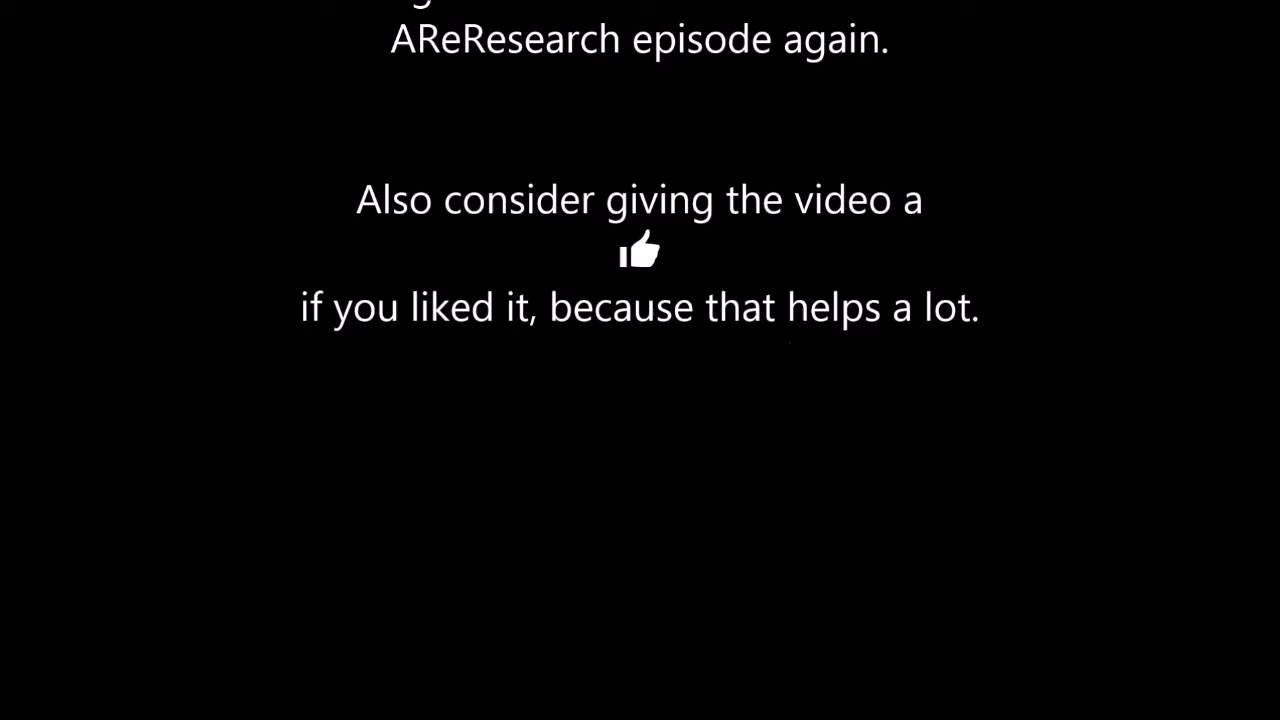 AReResearch episode again.
Also consider giving the video a
if you liked it, because that helps a lot.